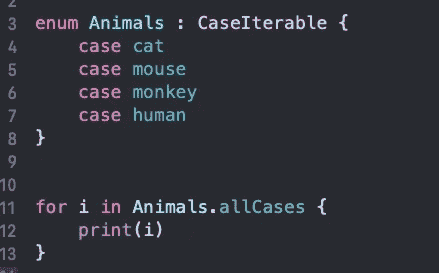 3 enum Animals : CaseIterable {
4     case cat
5     case mouse
6     case monkey
7     case human
8 }
9
10
11 for i in Animals.allCases {
12     print(i)
13 }